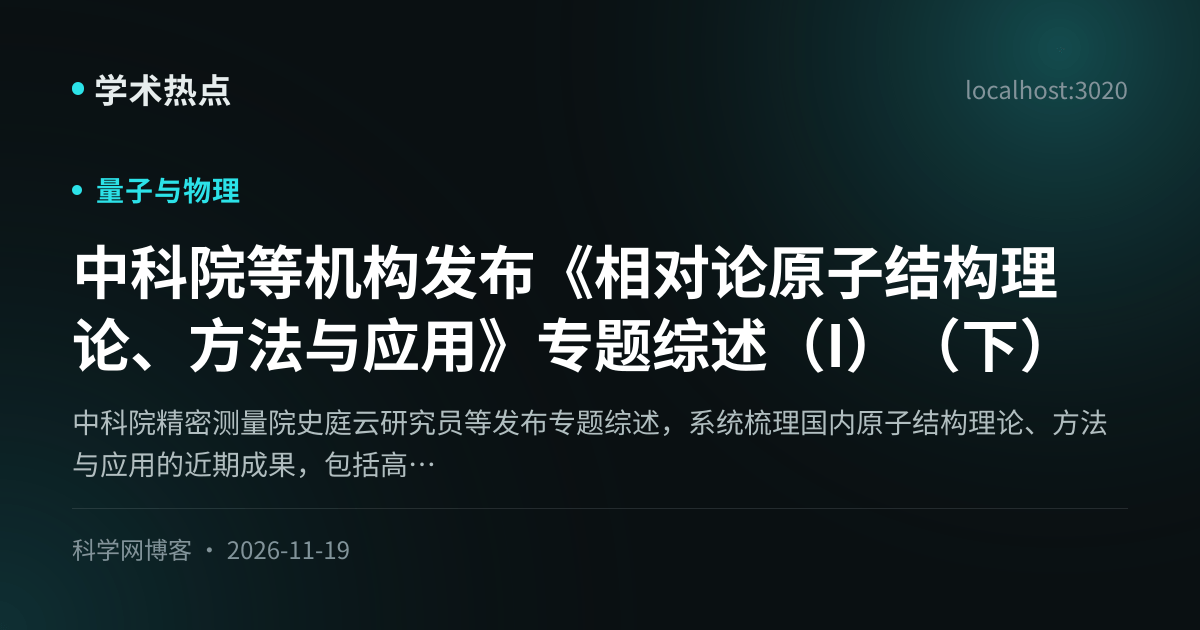 学术热点
localhost:3020
量子与物理
中科院等机构发布《相对论原子结构理
论、方法与应用》专题综述（I）（下）
中科院精密测量院史庭云研究员等发布专题综述，系统梳理国内原子结构理论、方法
与应用的近期成果，包括高…
科学网博客 • 2026-11-19